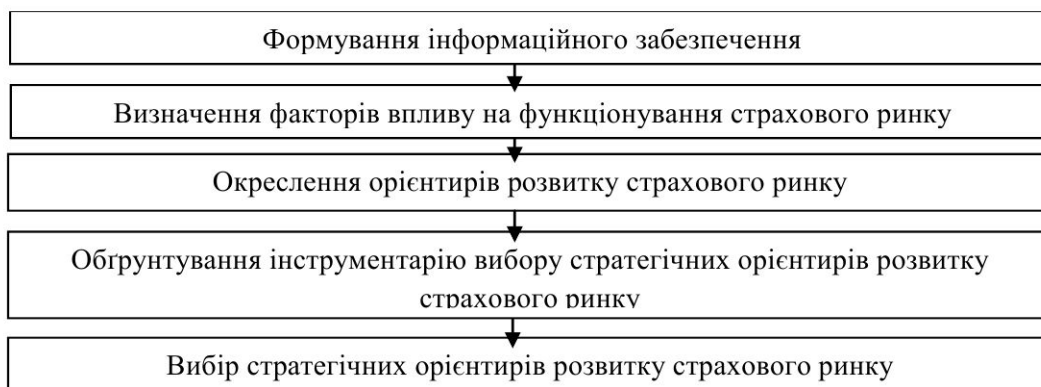 Формування інформаційного забезпечення
Визначення факторів впливу на функціонування страхового ринку
Окреслення орієнтирів розвитку страхового ринку
Обґрунтування інструментарію вибору стратегічних орієнтирів розвитку
страхового ринку
Вибір стратегічних орієнтирів розвитку страхового ринку